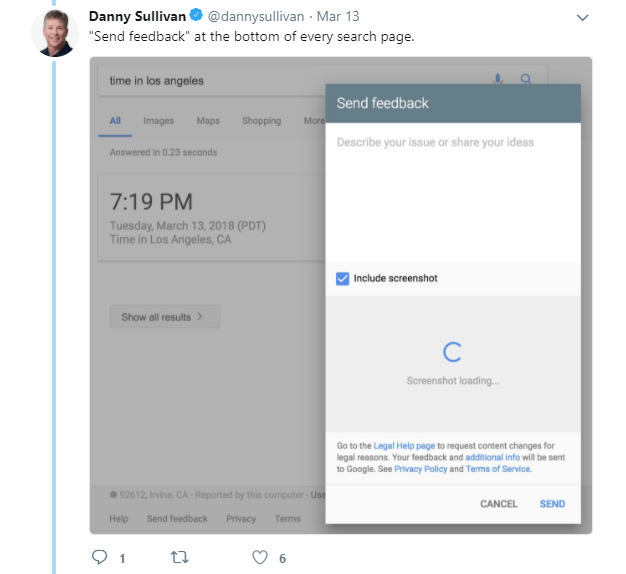 Danny Sullivan @dannysullivan · Mar 13
"Send feedback" at the bottom of every search page.
time in los angeles
All Images Maps Shopping More
Answered in 0.23 seconds
7:19 PM
Tuesday, March 13, 2018 (PDT)
Time in Los Angeles, CA
Show all results >
92612, Irvine, CA - Reported by this computer - Use
Help Send feedback Privacy Terms
Send feedback
Describe your issue or share your ideas
Include screenshot
Screenshot loading...
Go to the Legal Help page to request content changes for
legal reasons. Your feedback and additional info will be sent
to Google. See Privacy Policy and Terms of Service.
CANCEL SEND
1 6